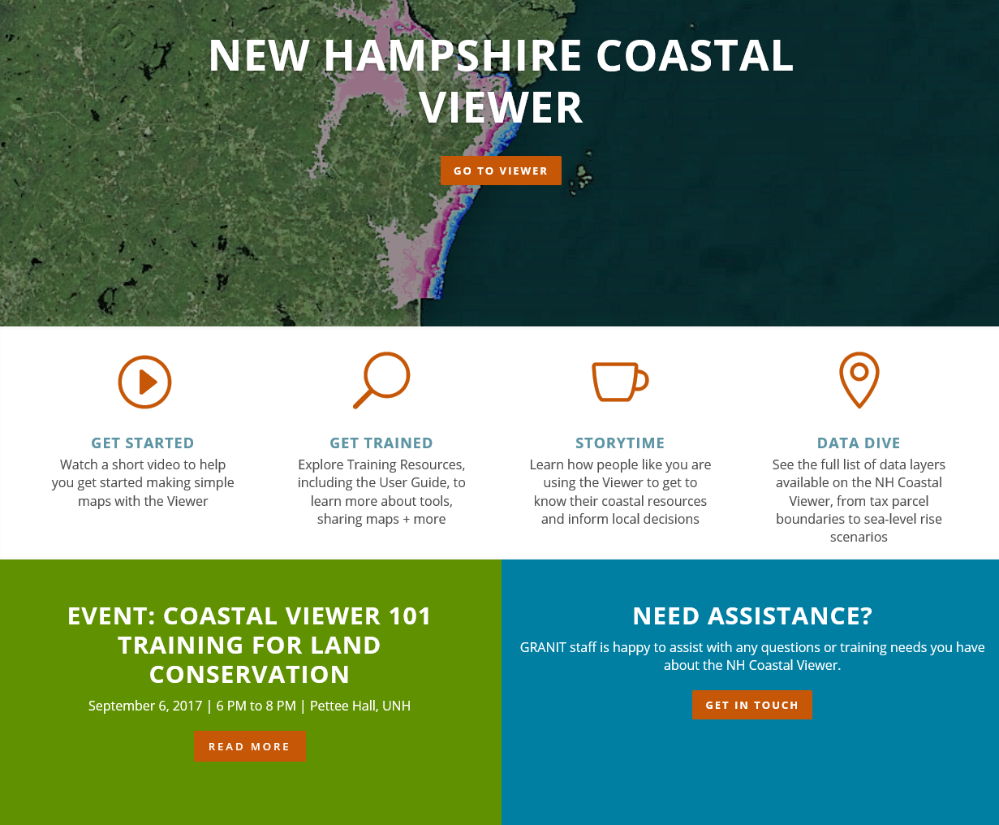 NEW HAMPSHIRE COASTAL
VIEWER
GO TO VIEWER
GET STARTED
Watch a short video to help
you get started making simple
maps with the Viewer
GET TRAINED
Explore Training Resources,
including the User Guide, to
learn more about tools,
sharing maps + more
STORYTIME
Learn how people like you are
using the Viewer to get to
know their coastal resources
and inform local decisions
DATA DIVE
See the full list of data layers
available on the NH Coastal
Viewer, from tax parcel
boundaries to sea-level rise
scenarios
EVENT: COASTAL VIEWER 101
TRAINING FOR LAND
CONSERVATION
September 6, 2017 | 6 PM to 8 PM | Pettee Hall, UNH
READ MORE
NEED ASSISTANCE?
GRANIT staff is happy to assist with any questions or training needs you have
about the NH Coastal Viewer.
GET IN TOUCH